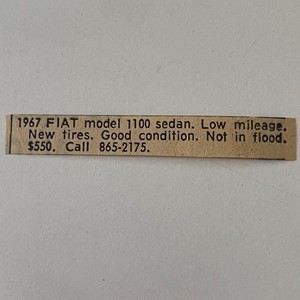 1967 FIAT model 1100 sedan. Low mileage.
New tires. Good condition. Not in flood.
$550. Call 865-2175.